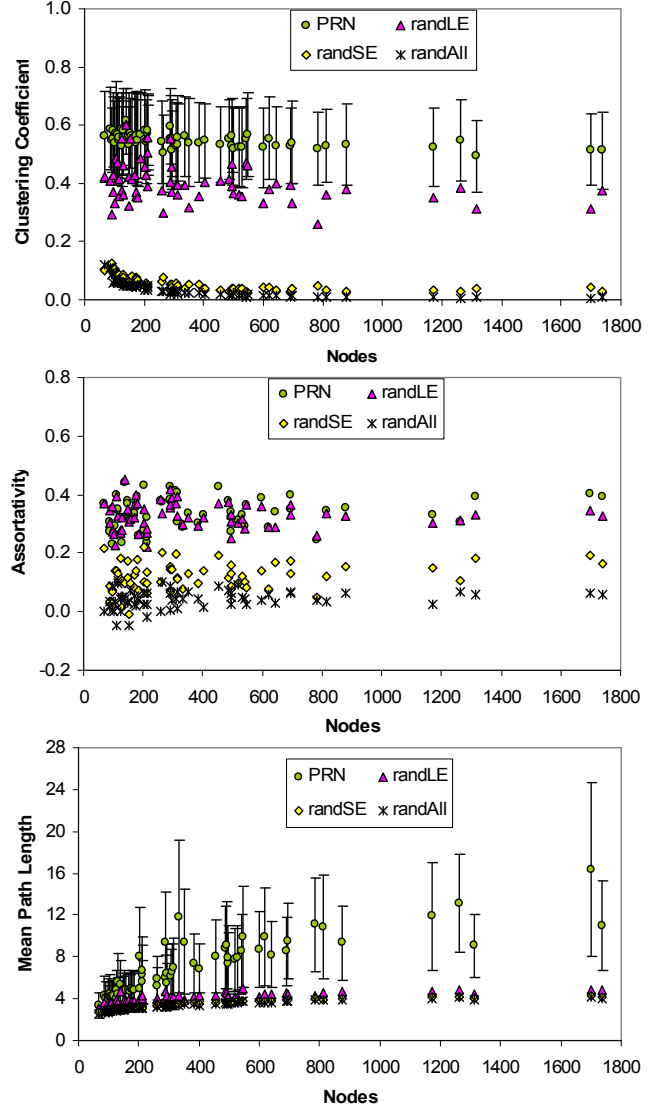 PRN randLE
randSE randAll
Clustering Coefficient
1.0
0.8
0.6
0.4
0.2
0.0
0 200 400 600 800 1000 1200 1400 1600 1800
Nodes
PRN randLE
randSE randAll
Assortativity
0.8
0.6
0.4
0.2
0.0
-0.2
0 200 400 600 800 1000 1200 1400 1600 1800
Nodes
PRN randLE
randSE randAll
Mean Path Length
28
24
20
16
12
8
4
0
0 200 400 600 800 1000 1200 1400 1600 1800
Nodes